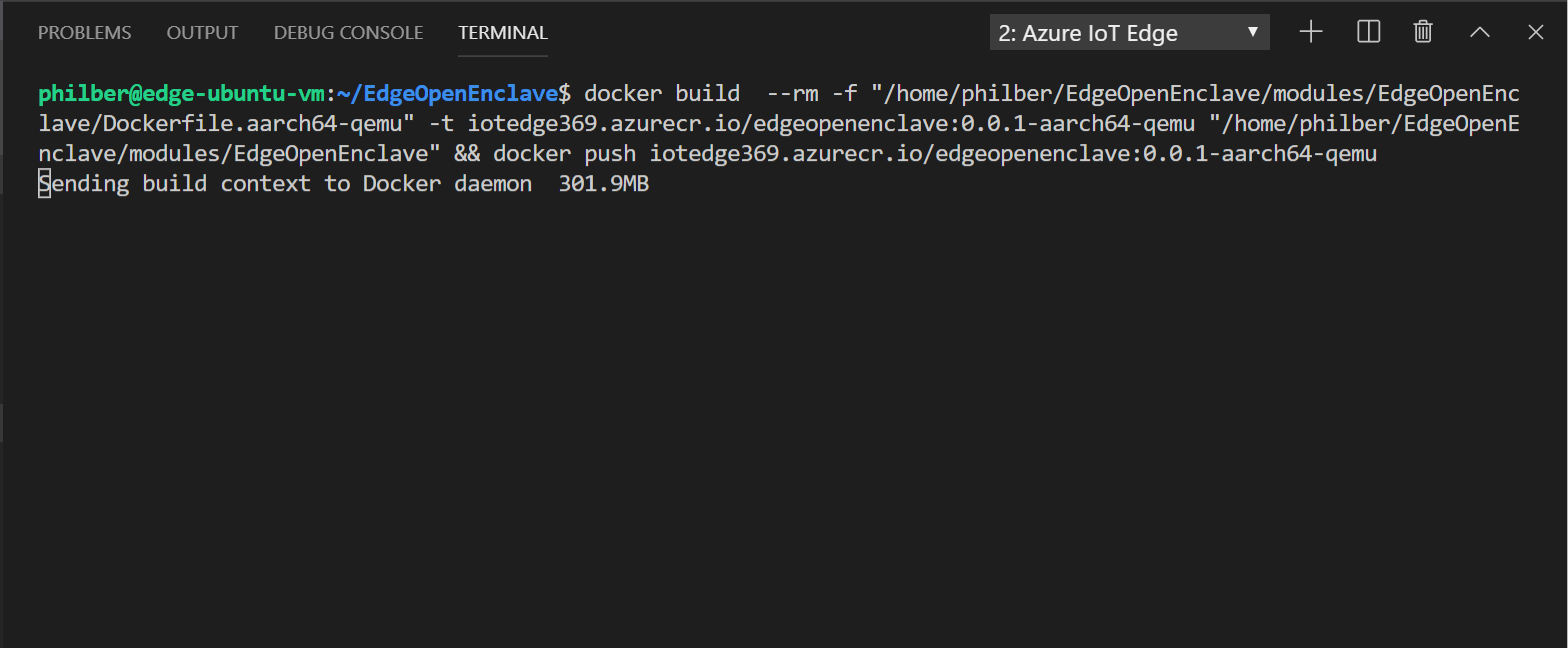 PROBLEMS OUTPUT DEBUG CONSOLE TERMINAL 2: Azure IoT Edge
philber@edge-ubuntu-vm:~/EdgeOpenEnclave$ docker build  --rm -f "/home/philber/EdgeOpenEnclave/modules/EdgeOpenEnc
lave/Dockerfile.aarch64-qemu" -t iotedge369.azurecr.io/edgeopenenclave:0.0.1-aarch64-qemu "/home/philber/EdgeOpenE
nclave/modules/EdgeOpenEnclave" && docker push iotedge369.azurecr.io/edgeopenenclave:0.0.1-aarch64-qemu
Sending build context to Docker daemon  301.9MB